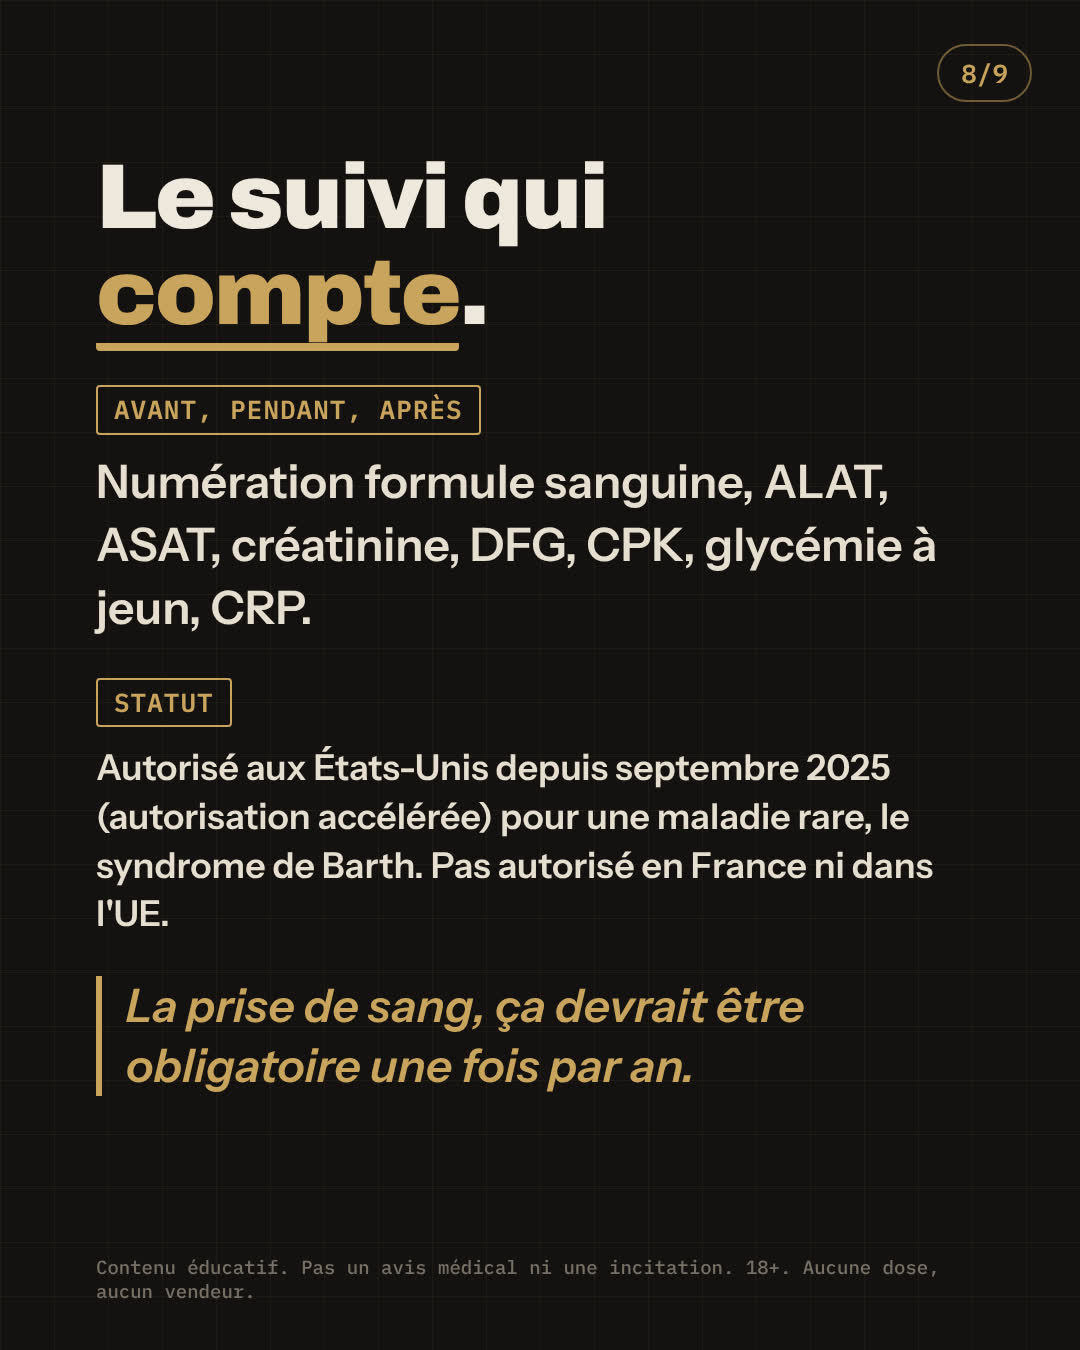 8/9
Le suivi qui
compte.
AVANT, PENDANT, APRÈS
Numération formule sanguine, ALAT,
ASAT, créatinine, DFG, CPK, glycémie à
jeun, CRP.
STATUT
Autorisé aux États-Unis depuis septembre 2025
(autorisation accélérée) pour une maladie rare, le
syndrome de Barth. Pas autorisé en France ni dans
l'UE.
La prise de sang, ça devrait être
obligatoire une fois par an.
Contenu éducatif. Pas un avis médical ni une incitation. 18+. Aucune dose,
aucun vendeur.